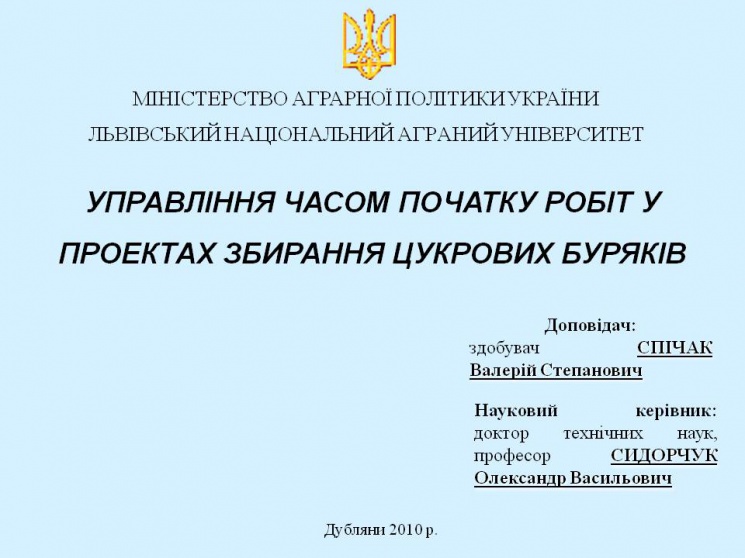 МІНІСТЕРСТВО АГРАРНОЇ ПОЛІТИКИ УКРАЇНИ
ЛЬВІВСЬКИЙ НАЦІОНАЛЬНИЙ АГРАНИЙ УНІВЕРСИТЕТ
УПРАВЛІННЯ ЧАСОМ ПОЧАТКУ РОБІТ У
ПРОЕКТАХ ЗБИРАННЯ ЦУКРОВИХ БУРЯКІВ
Доповідач:
здобувач СПІЧАК
Валерій Степанович
Науковий керівник:
доктор технічних наук,
професор СИДОРЧУК
Олександр Васильович
Дубляни 2010 р.